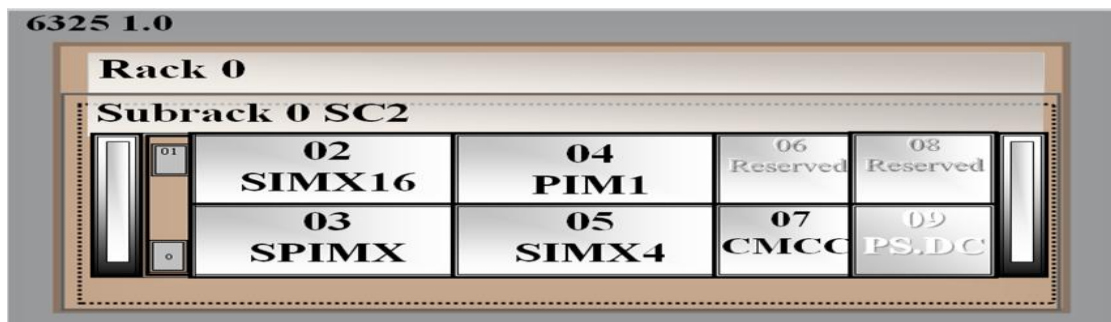 6325 1.0
Rack 0
Subrack 0 SC2
01
02
SIMX16
04
PIM1
06
Reserved
08
Reserved
0
03
SPIMX
05
SIMX4
07
CMCC
09
PS.DC